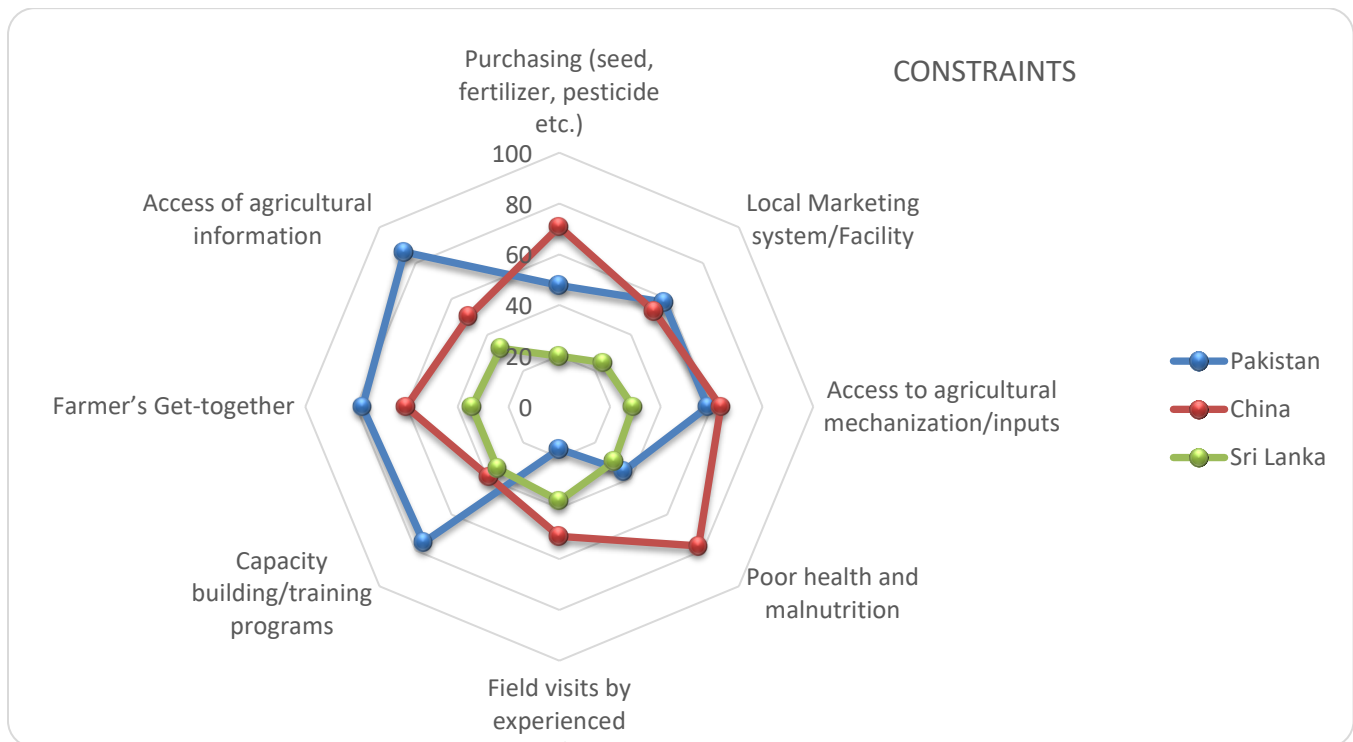 CONSTRAINTS
Purchasing (seed,
fertilizer, pesticide
etc.)
Local Marketing
system/Facility
Access to agricultural
mechanization/inputs
Poor health and
malnutrition
Field visits by
experienced
Capacity
building/training
programs
Farmer’s Get-together
Access of agricultural
information
100
80
60
40
20
0
Pakistan
China
Sri Lanka